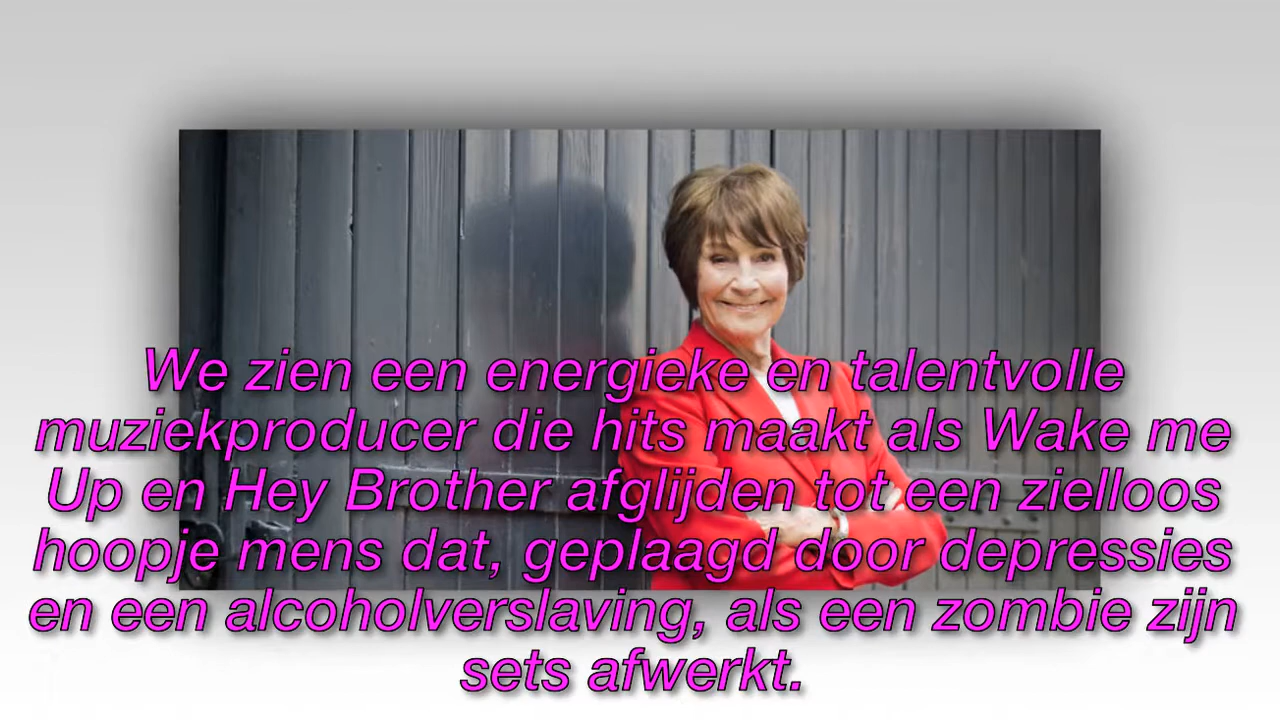 We zien een energieke en talentvolle
muziekproducer die hits maakt als Wake me
Up en Hey Brother afglijden tot een zielloos
hoopje mens dat, geplaagd door depressies
en een alcoholverslaving, als een zombie zijn
sets afwerkt.